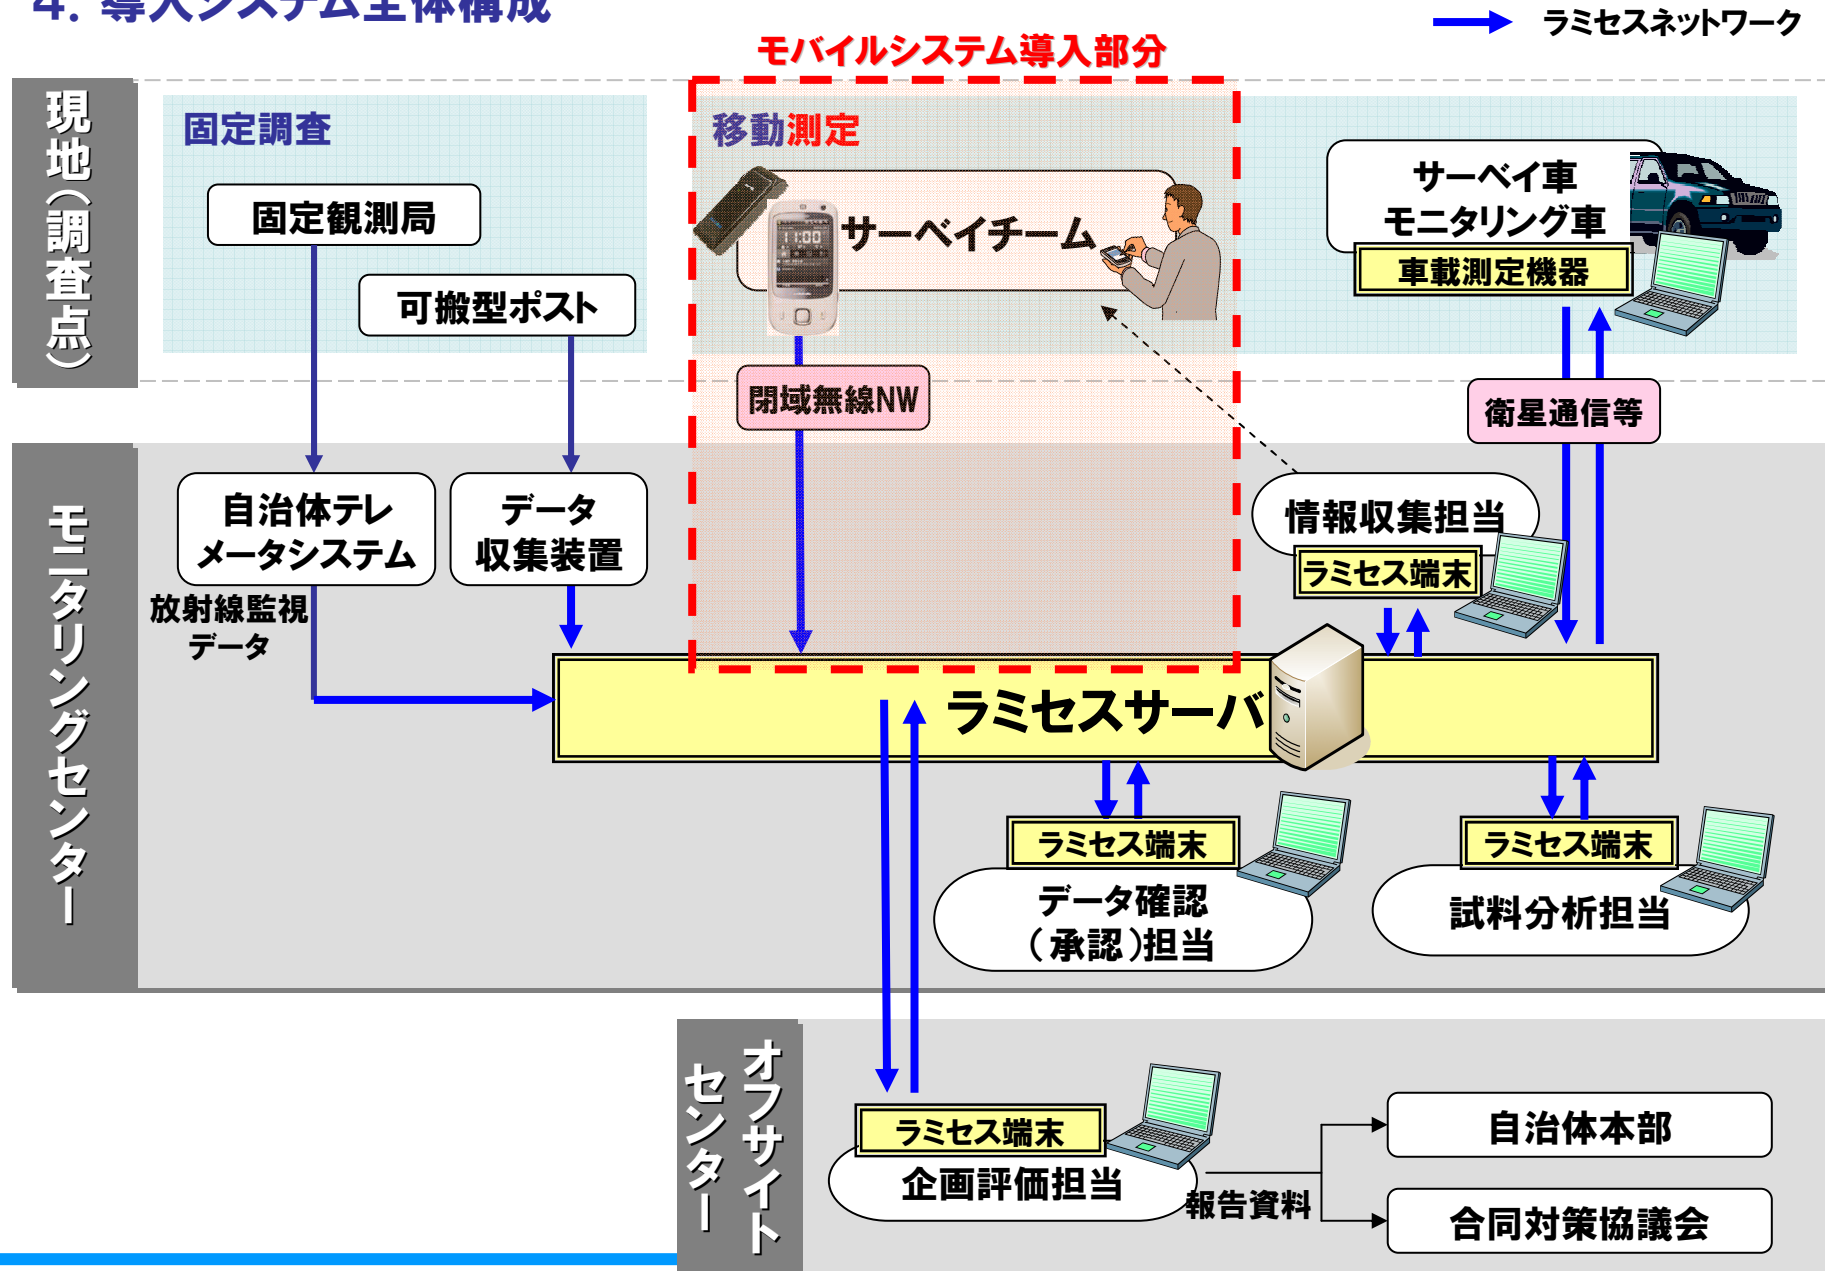 4．導入システム全体構成
ラミセスネットワーク
モバイルシステム導入部分
現地（調査点）
固定調査
固定観測局
可搬型ポスト
移動測定
11:00
サーベイチーム
サーベイ車
モニタリング車
車載測定機器
閉域無線NW
衛星通信等
モニタリングセンター
自治体テレ
メータシステム
データ
収集装置
放射線監視
データ
情報収集担当
ラミセス端末
ラミセスサーバ
ラミセス端末
データ確認
（承認）担当
ラミセス端末
試料分析担当
オフサイト
センター
ラミセス端末
企画評価担当
報告資料
自治体本部
合同対策協議会